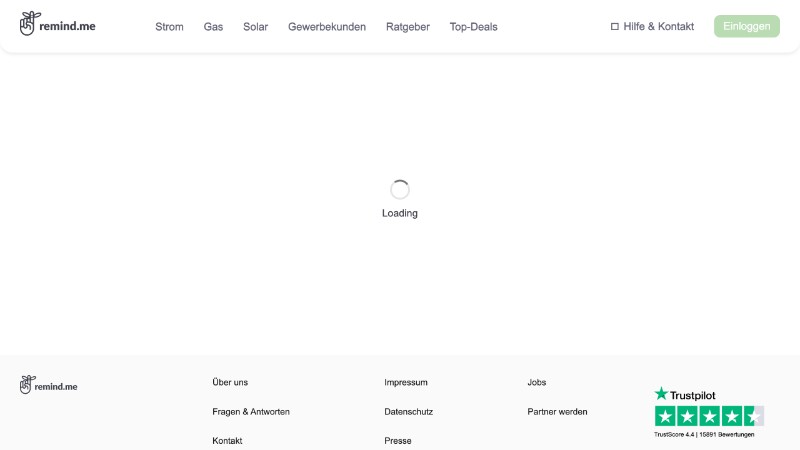 remind.me
Strom Gas Solar Gewerbekunden Ratgeber Top-Deals
Hilfe & Kontakt
Einloggen
Loading
remind.me
Über uns
Fragen & Antworten
Kontakt
Impressum
Datenschutz
Presse
Jobs
Partner werden
Trustpilot
TrustScore 4.4 | 15891 Bewertungen